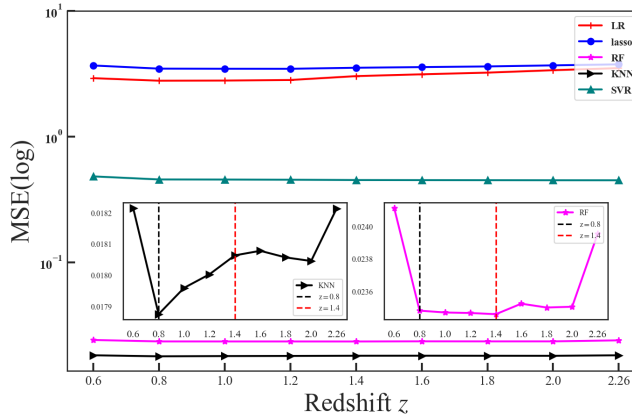 10¹
10⁰
10⁻¹
MSE(log)
LR
lasso
RF
KNN
SVR
0.0182
0.0181
0.0180
0.0179
KNN
z=0.8
z=1.4
0.6 0.8 1.0 1.2 1.4 1.6 1.8 2.0 2.26
0.0240
0.0238
0.0236
RF
z=0.8
z=1.4
0.6 0.8 1.0 1.2 1.4 1.6 1.8 2.0 2.26
0.6 0.8 1.0 1.2 1.4 1.6 1.8 2.0 2.26
Redshift z